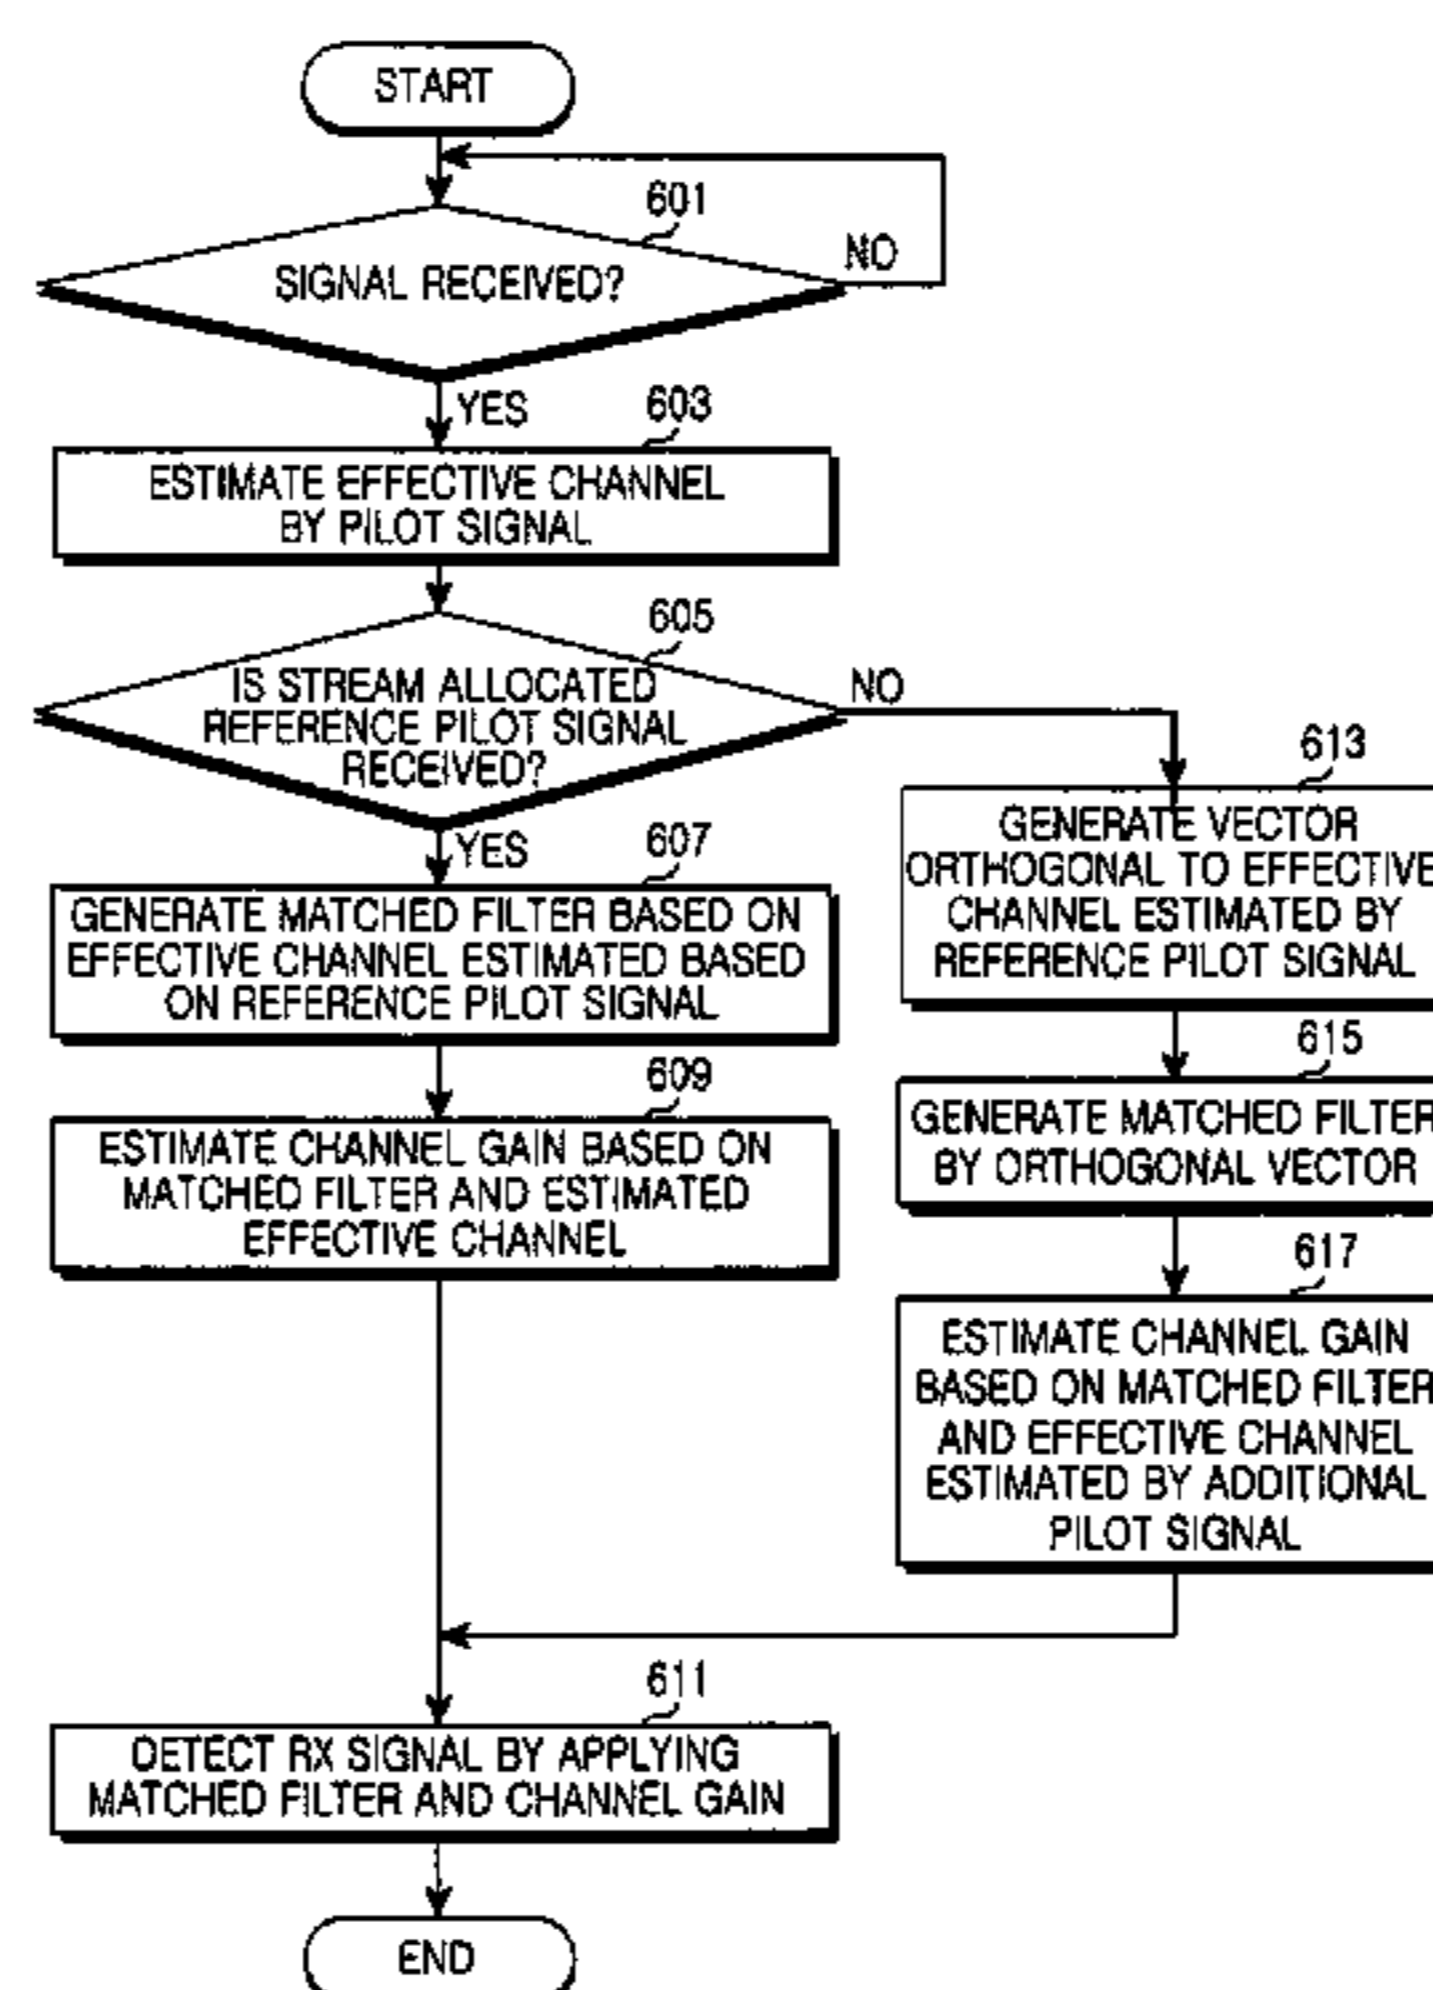 START
601
SIGNAL RECEIVED?
NO
YES
603
ESTIMATE EFFECTIVE CHANNEL
BY PILOT SIGNAL
605
IS STREAM ALLOCATED
REFERENCE PILOT SIGNAL
RECEIVED?
NO
YES
607
GENERATE MATCHED FILTER BASED ON
EFFECTIVE CHANNEL ESTIMATED BASED
ON REFERENCE PILOT SIGNAL
609
ESTIMATE CHANNEL GAIN BASED ON
MATCHED FILTER AND ESTIMATED
EFFECTIVE CHANNEL
613
GENERATE VECTOR
ORTHOGONAL TO EFFECTIVE
CHANNEL ESTIMATED BY
REFERENCE PILOT SIGNAL
615
GENERATE MATCHED FILTER
BY ORTHOGONAL VECTOR
617
ESTIMATE CHANNEL GAIN
BASED ON MATCHED FILTER
AND EFFECTIVE CHANNEL
ESTIMATED BY ADDITIONAL
PILOT SIGNAL
611
DETECT RX SIGNAL BY APPLYING
MATCHED FILTER AND CHANNEL GAIN
END